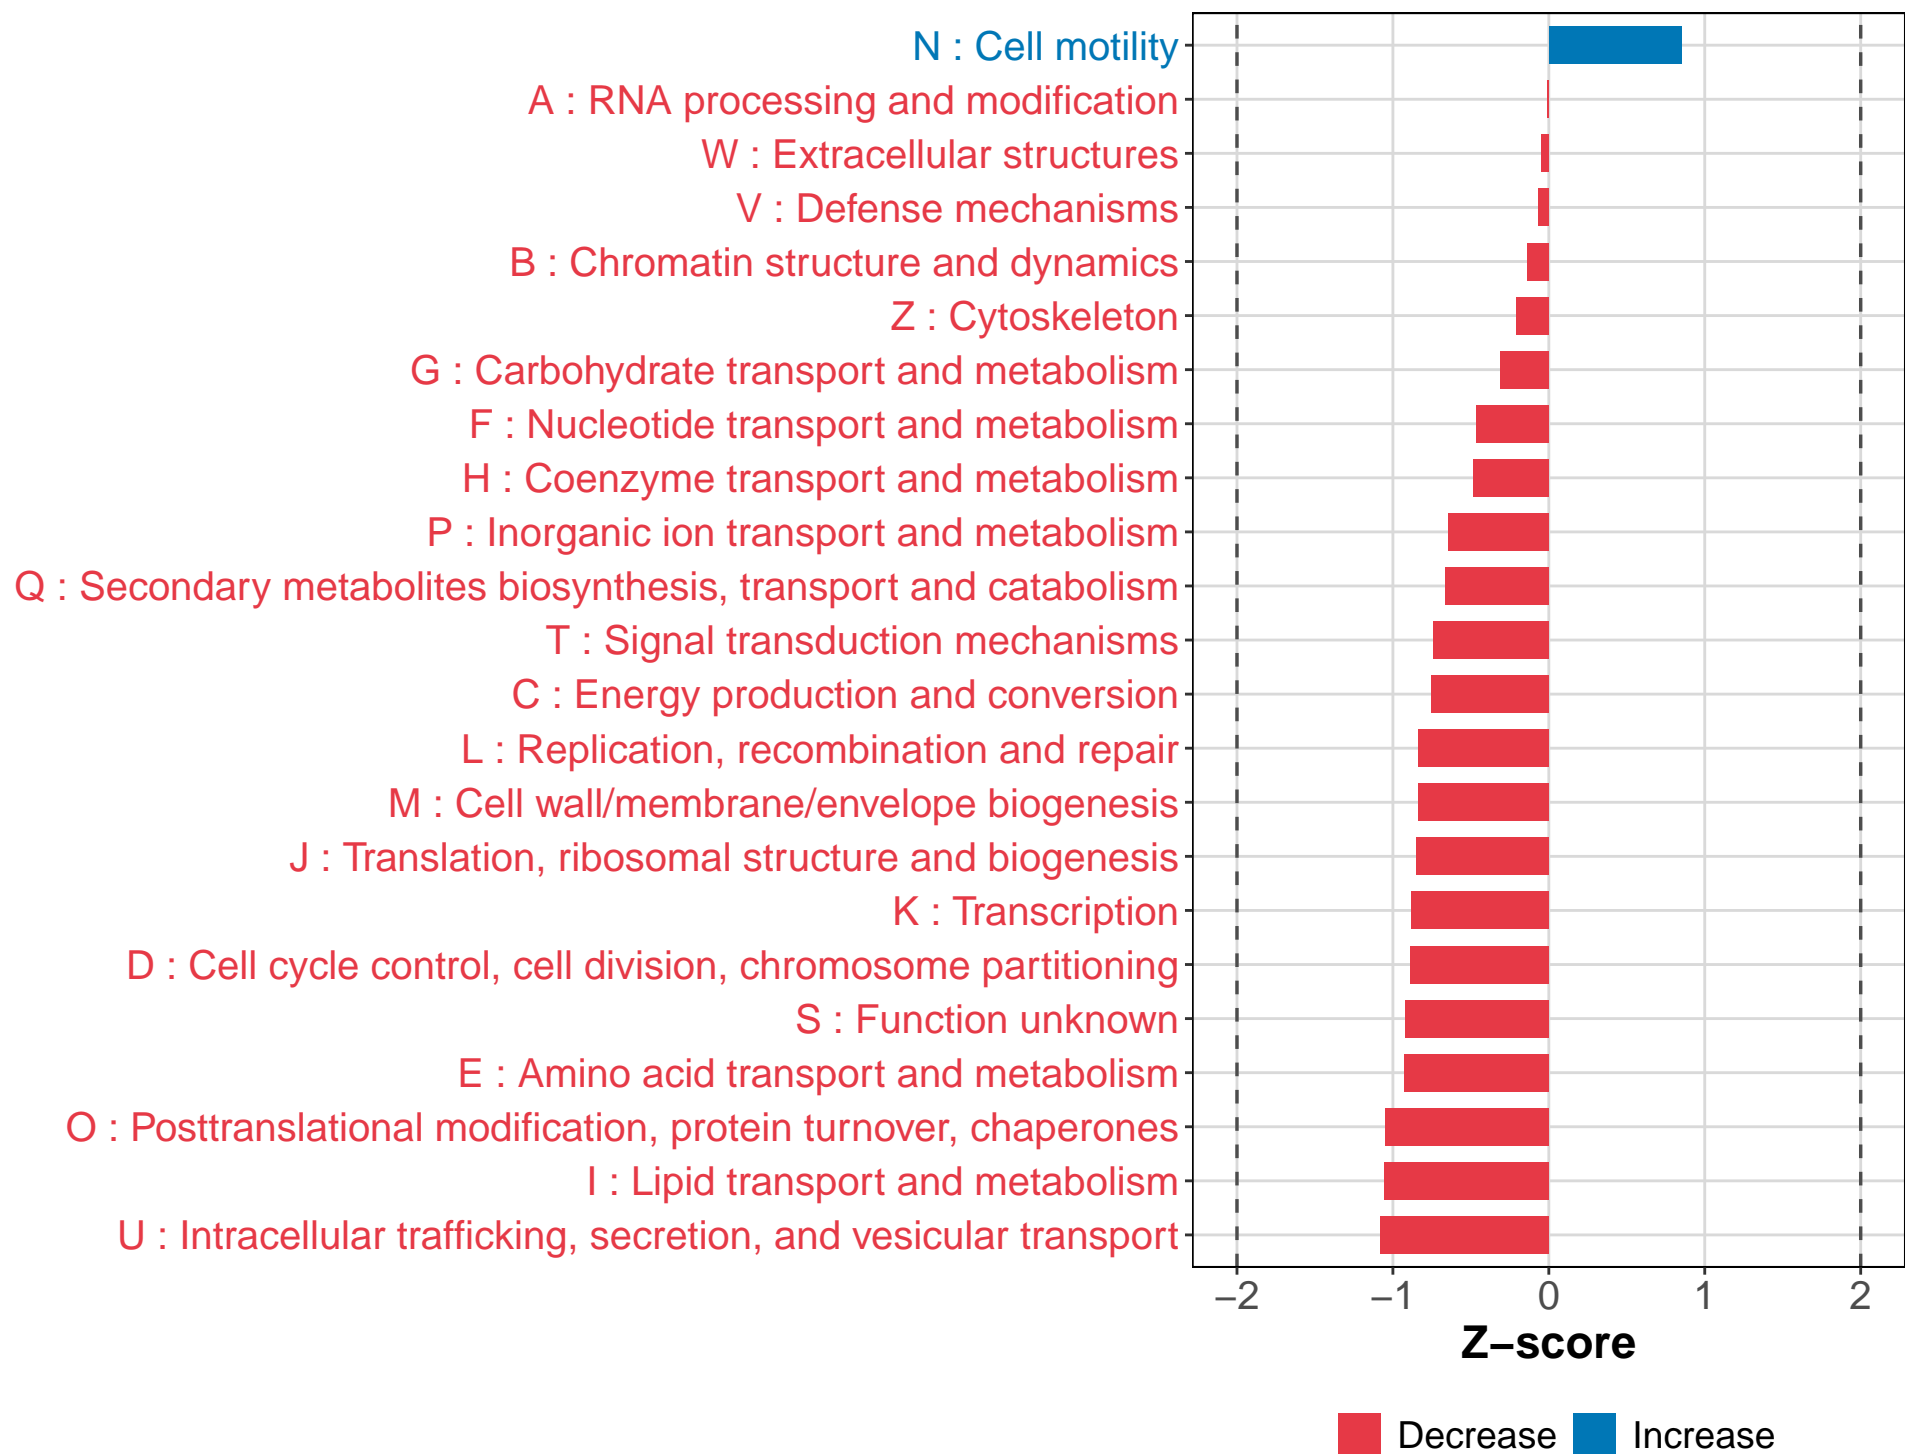 N : Cell motility
A : RNA processing and modification
W : Extracellular structures
V : Defense mechanisms
B : Chromatin structure and dynamics
Z : Cytoskeleton
G : Carbohydrate transport and metabolism
F : Nucleotide transport and metabolism
H : Coenzyme transport and metabolism
P : Inorganic ion transport and metabolism
Q : Secondary metabolites biosynthesis, transport and catabolism
T : Signal transduction mechanisms
C : Energy production and conversion
L : Replication, recombination and repair
M : Cell wall/membrane/envelope biogenesis
J : Translation, ribosomal structure and biogenesis
K : Transcription
D : Cell cycle control, cell division, chromosome partitioning
S : Function unknown
E : Amino acid transport and metabolism
O : Posttranslational modification, protein turnover, chaperones
I : Lipid transport and metabolism
U : Intracellular trafficking, secretion, and vesicular transport
−2 −1 0 1 2
Z−score
Decrease Increase